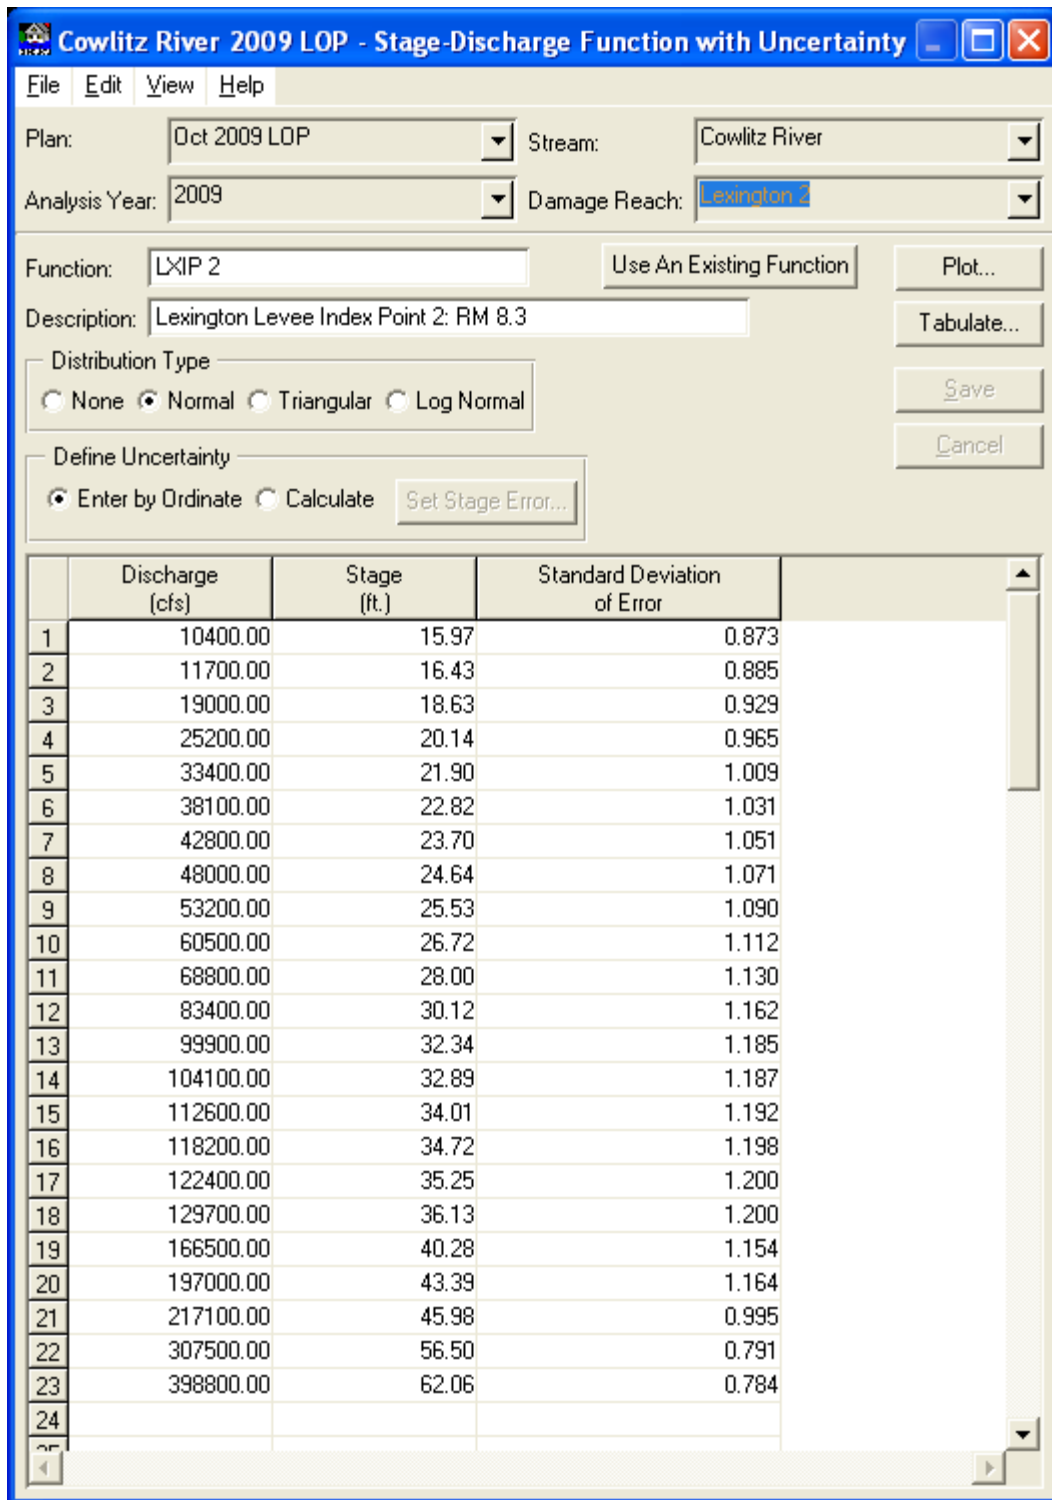 Cowlitz River 2009 LOP - Stage-Discharge Function with Uncertainty
File Edit View Help
Plan: Oct 2009 LOP Stream: Cowlitz River
Analysis Year: 2009 Damage Reach: Lexington 2
Function: LXIP 2 Use An Existing Function Plot...
Description: Lexington Levee Index Point 2: RM 8.3 Tabulate...
Distribution Type
None Normal Triangular Log Normal Save
Define Uncertainty Cancel
Enter by Ordinate Calculate Set Stage Error...
Discharge Stage Standard Deviation
(cfs) (ft.) of Error
1 10400.00 15.97 0.873
2 11700.00 16.43 0.885
3 19000.00 18.63 0.929
4 25200.00 20.14 0.965
5 33400.00 21.90 1.009
6 38100.00 22.82 1.031
7 42800.00 23.70 1.051
8 48000.00 24.64 1.071
9 53200.00 25.53 1.090
10 60500.00 26.72 1.112
11 68800.00 28.00 1.130
12 83400.00 30.12 1.162
13 99900.00 32.34 1.185
14 104100.00 32.89 1.187
15 112600.00 34.01 1.192
16 118200.00 34.72 1.198
17 122400.00 35.25 1.200
18 129700.00 36.13 1.200
19 166500.00 40.28 1.154
20 197000.00 43.39 1.164
21 217100.00 45.98 0.995
22 307500.00 56.50 0.791
23 398800.00 62.06 0.784
24